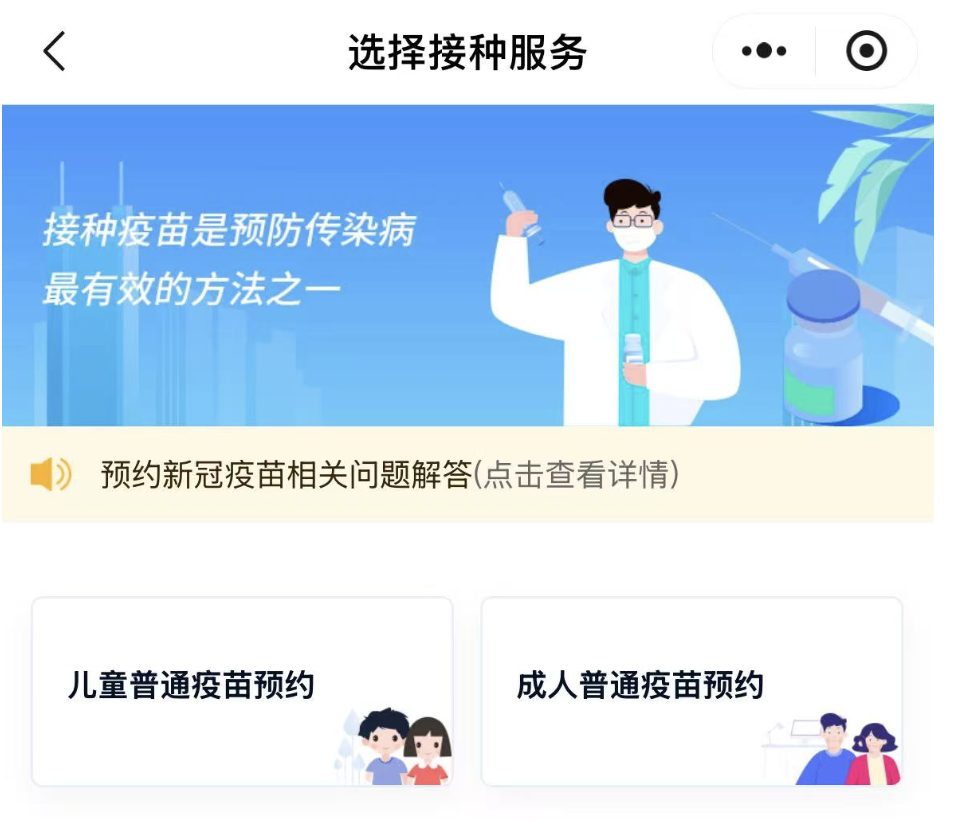 选择接种服务
接种疫苗是预防传染病
最有效的方法之一
预约新冠疫苗相关问题解答(点击查看详情)
儿童普通疫苗预约
成人普通疫苗预约